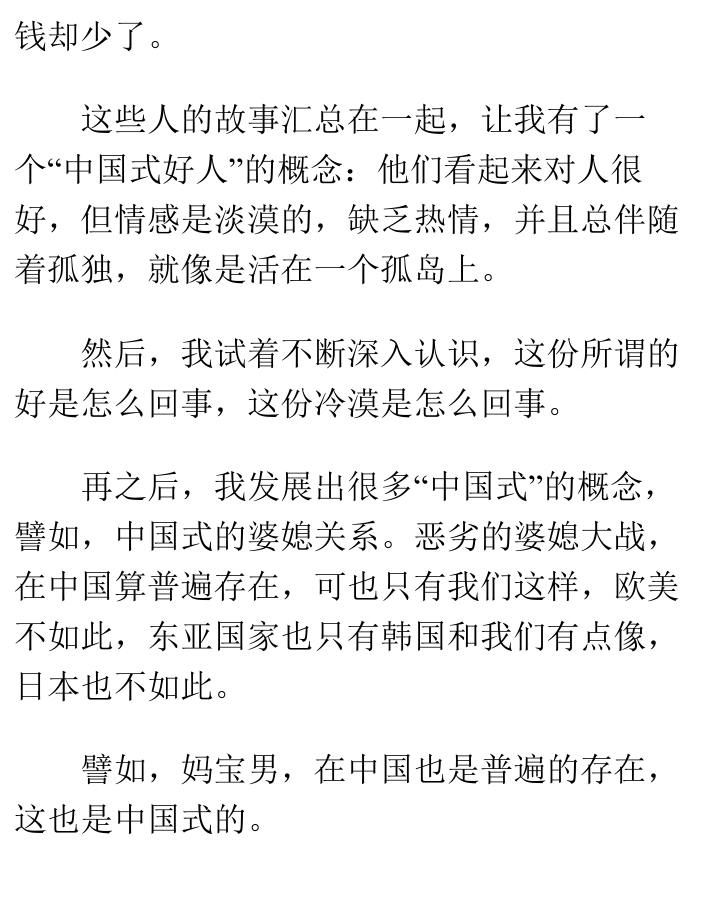 钱却少了。
这些人的故事汇总在一起，让我有了一
个“中国式好人”的概念：他们看起来对人很
好，但情感是淡漠的，缺乏热情，并且总伴随
着孤独，就像是活在一个孤岛上。
然后，我试着不断深入认识，这份所谓的
好是怎么回事，这份冷漠是怎么回事。
再之后，我发展出很多“中国式”的概念，
譬如，中国式的婆媳关系。恶劣的婆媳大战，
在中国算普遍存在，可也只有我们这样，欧美
不如此，东亚国家也只有韩国和我们有点像，
日本也不如此。
譬如，妈宝男，在中国也是普遍的存在，
这也是中国式的。